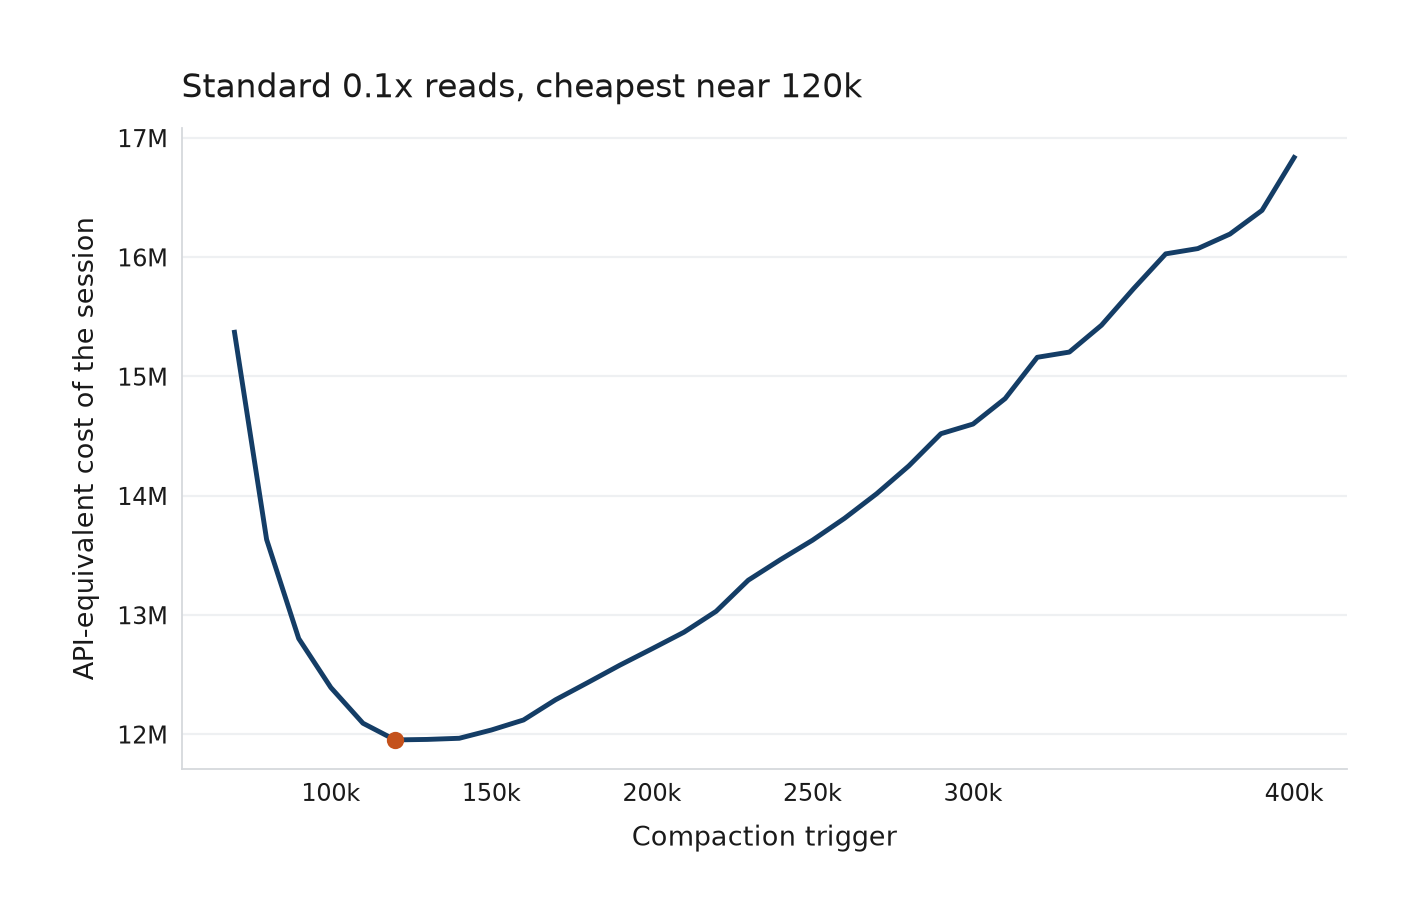 Standard 0.1x reads, cheapest near 120k
17M
16M
15M
14M
13M
12M
API-equivalent cost of the session
100k
150k
200k
250k
300k
400k
Compaction trigger